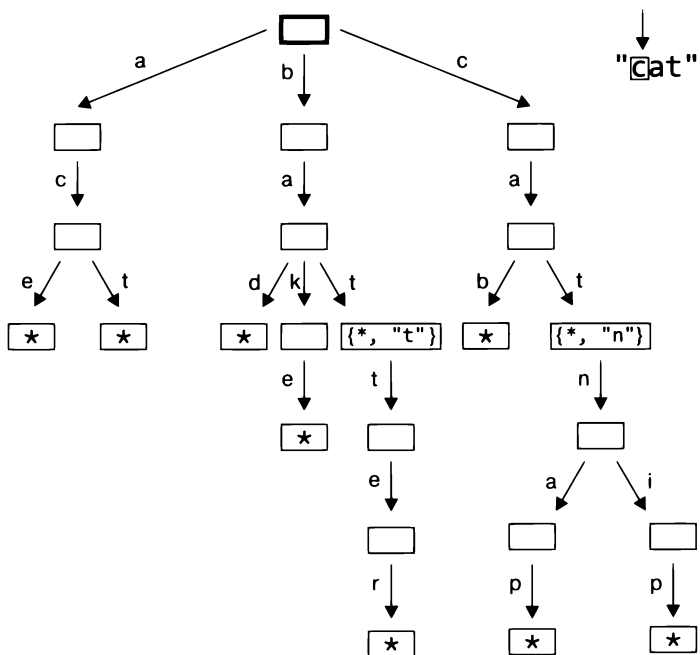 "cat"
a b c
c a a
e t d k t b t
* * * {*, "t"} * {*, "n"}
e t n
*
e a i
r p p
* * *